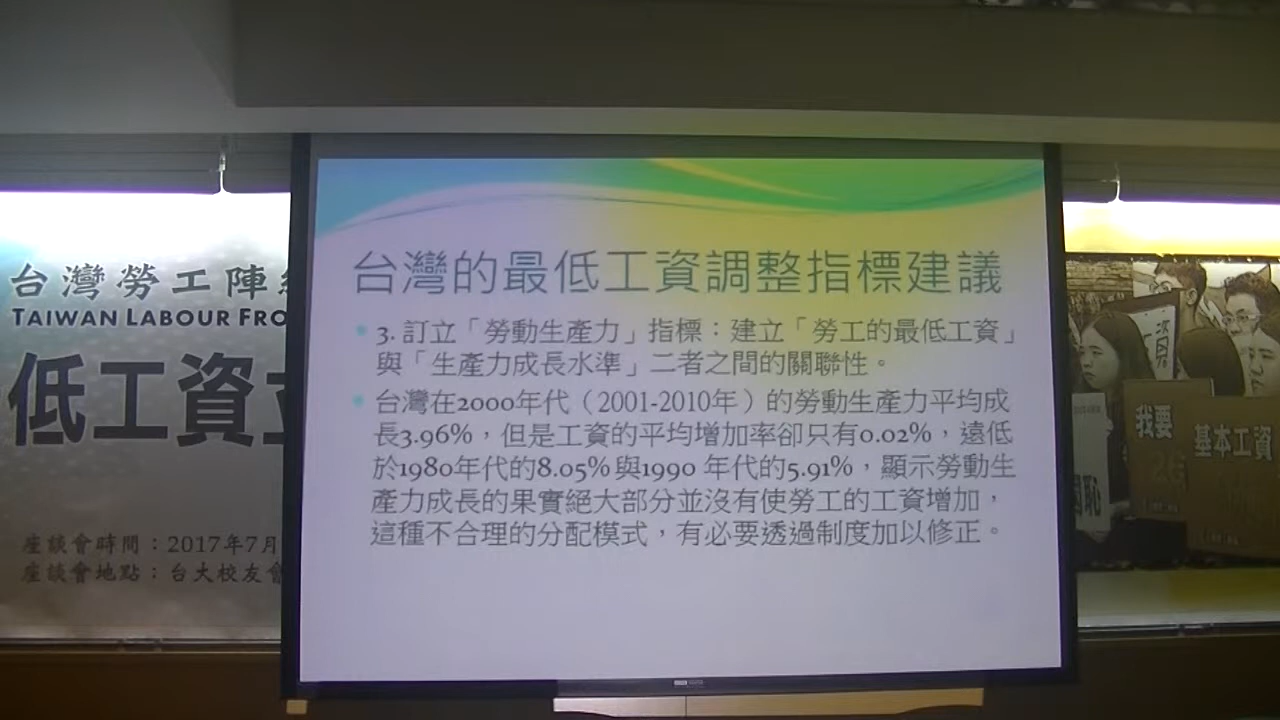 台灣的最低工資調整指標建議
3. 訂立「勞動生產力」指標：建立「勞工的最低工資」
與「生產力成長水準」二者之間的關聯性。
台灣在2000年代（2001-2010年）的勞動生產力平均成
長3.96%，但是工資的平均增加率卻只有0.02%，遠低
於1980年代的8.05%與1990 年代的5.91%，顯示勞動生
產力成長的果實絕大部分並沒有使勞工的工資增加，
這種不合理的分配模式，有必要透過制度加以修正。
台灣勞工陣
TAIWAN LABOUR FRO
低工資立
座談會時間：2017年7月
座談會地點：台大校友會
我要
基本工資
國恥